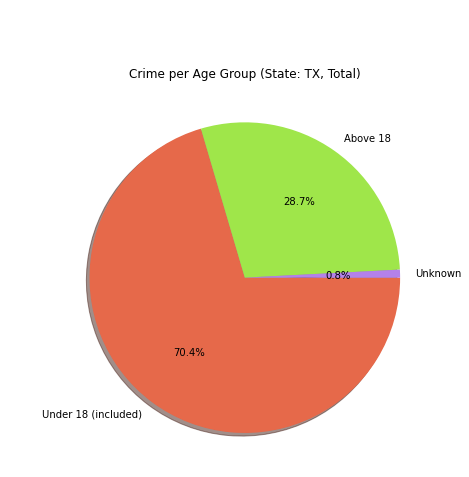 Crime per Age Group (State: TX, Total)
Above 18
28.7%
0.8%
Unknown
70.4%
Under 18 (included)